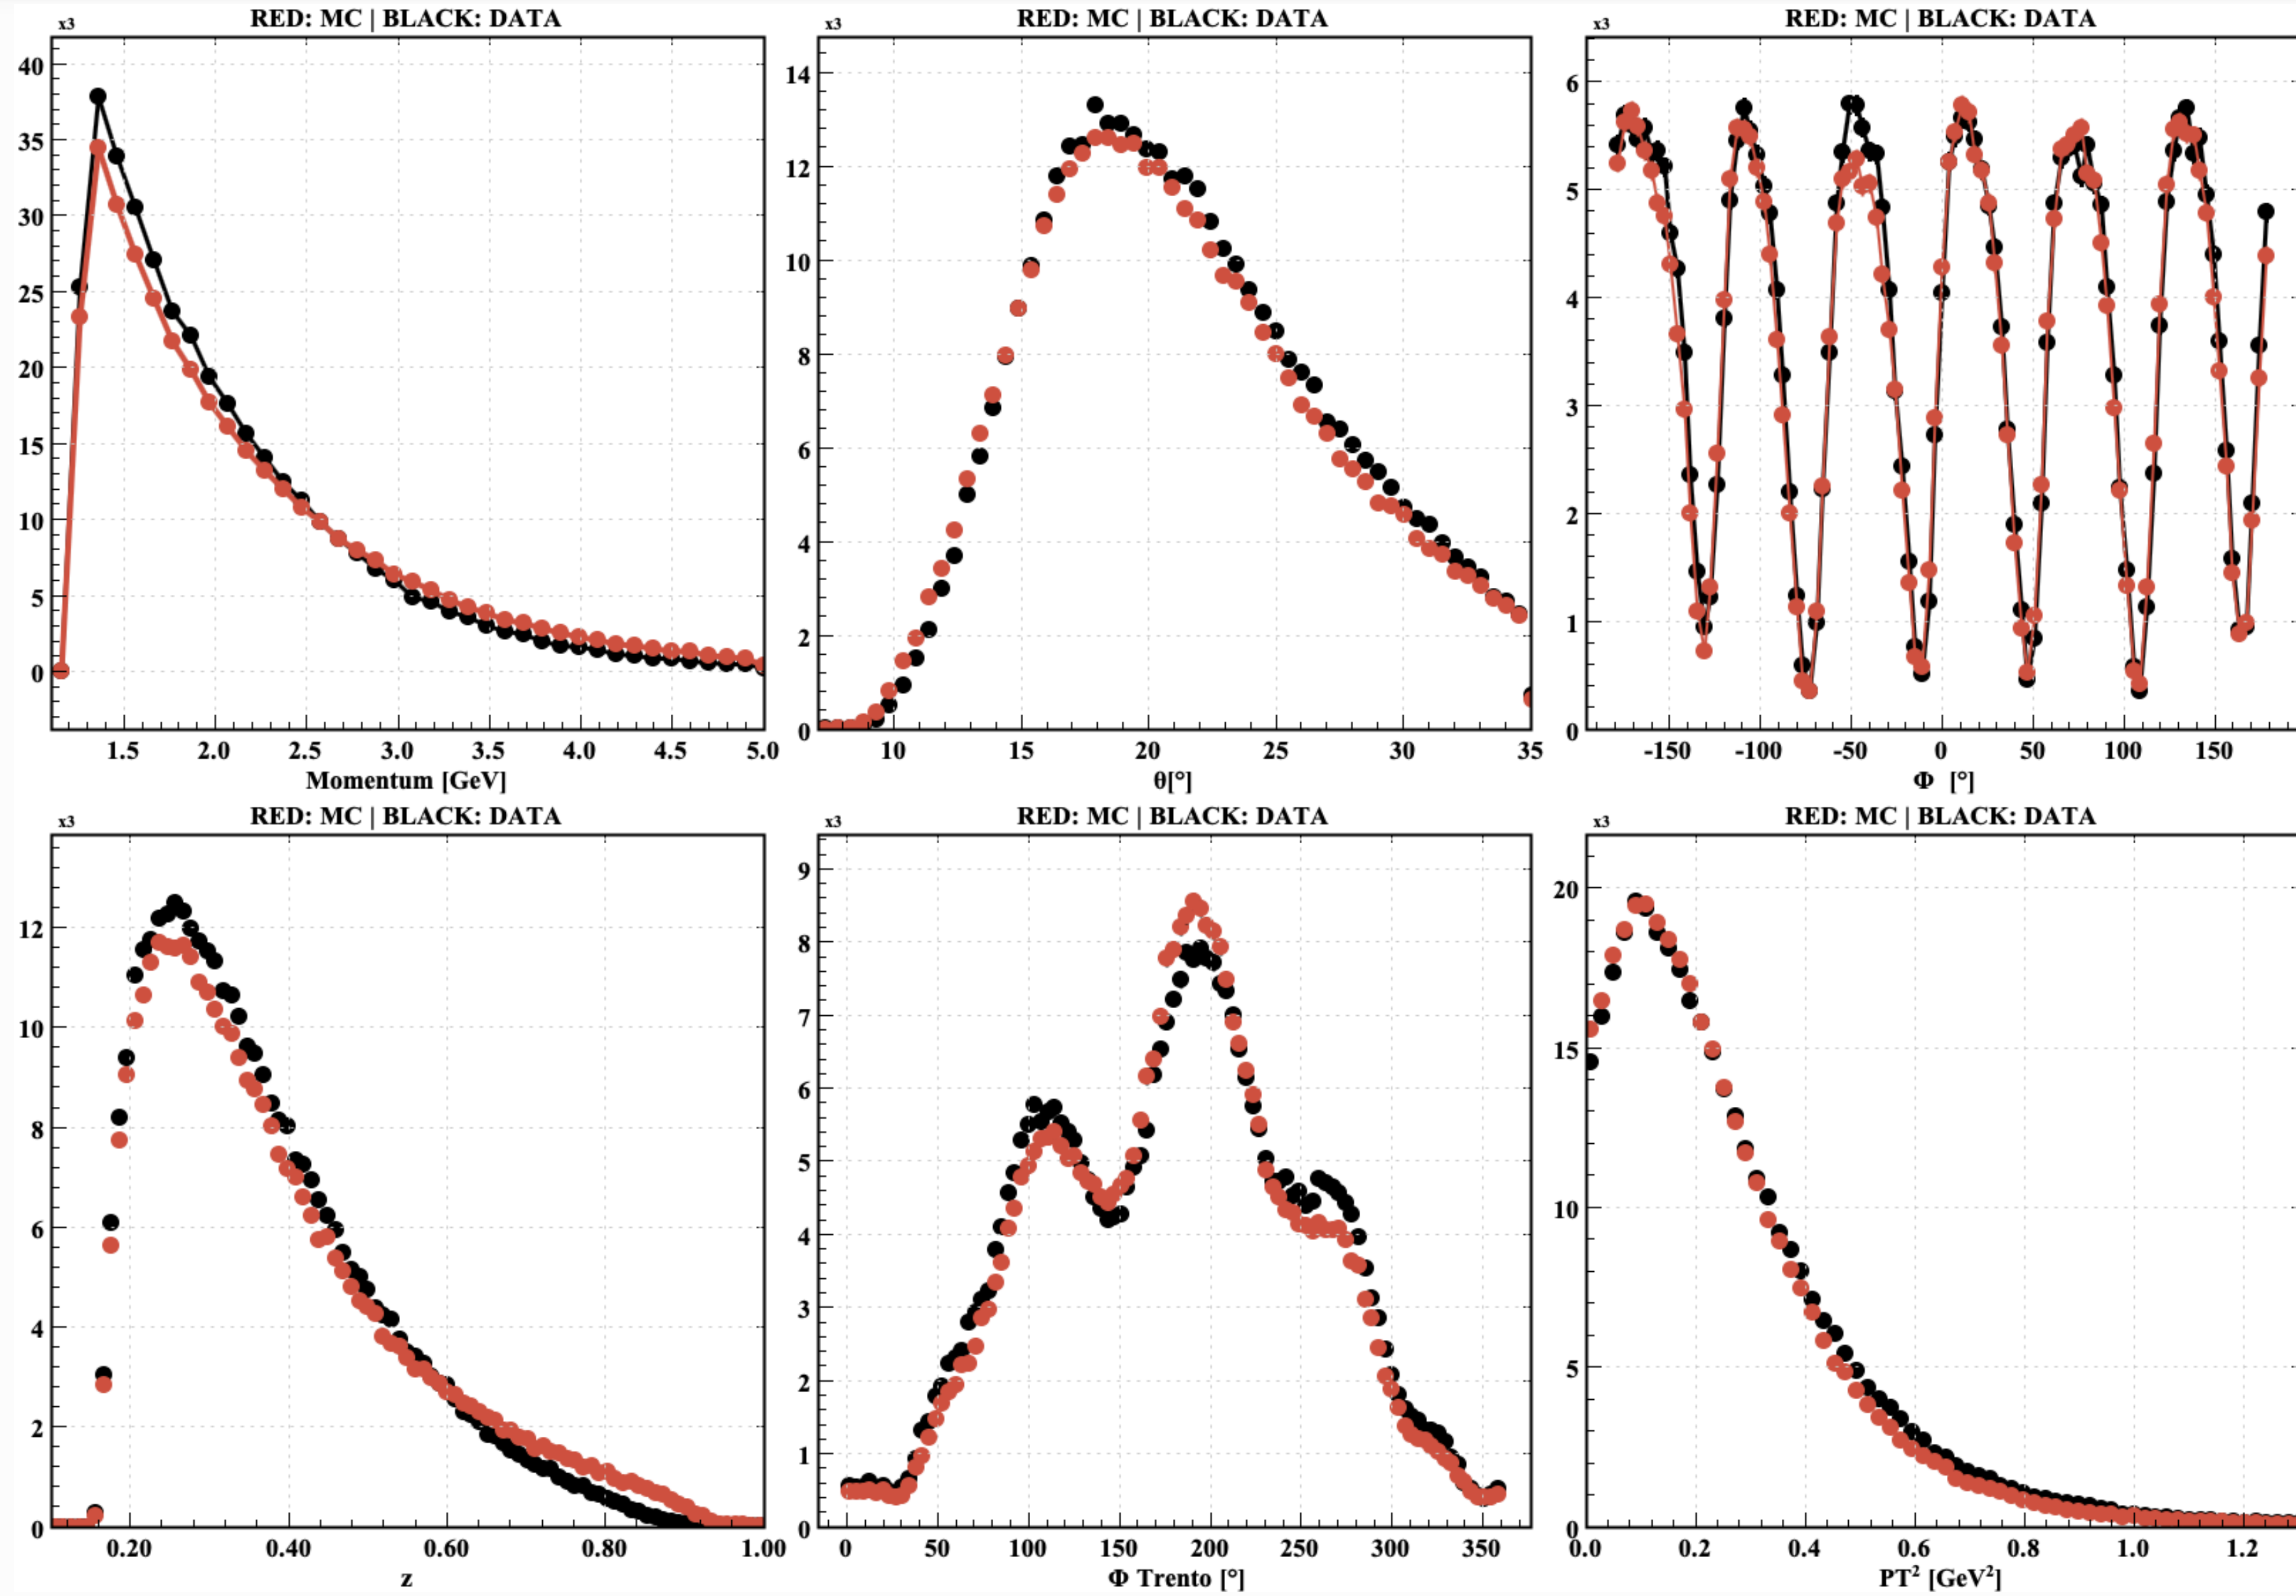 RED: MC | BLACK: DATA
x3
40
35
30
25
20
15
10
5
0
1.5 2.0 2.5 3.0 3.5 4.0 4.5 5.0
Momentum [GeV]
RED: MC | BLACK: DATA
x3
14
12
10
8
6
4
2
0
10 15 20 25 30 35
θ[°]
RED: MC | BLACK: DATA
x3
6
5
4
3
2
1
0
-150 -100 -50 0 50 100 150
Φ [°]
RED: MC | BLACK: DATA
x3
12
10
8
6
4
2
0
0.20 0.40 0.60 0.80 1.00
z
RED: MC | BLACK: DATA
x3
9
8
7
6
5
4
3
2
1
0
0 50 100 150 200 250 300 350
Φ Trento [°]
RED: MC | BLACK: DATA
x3
20
15
10
5
0
0.0 0.2 0.4 0.6 0.8 1.0 1.2
PT² [GeV²]